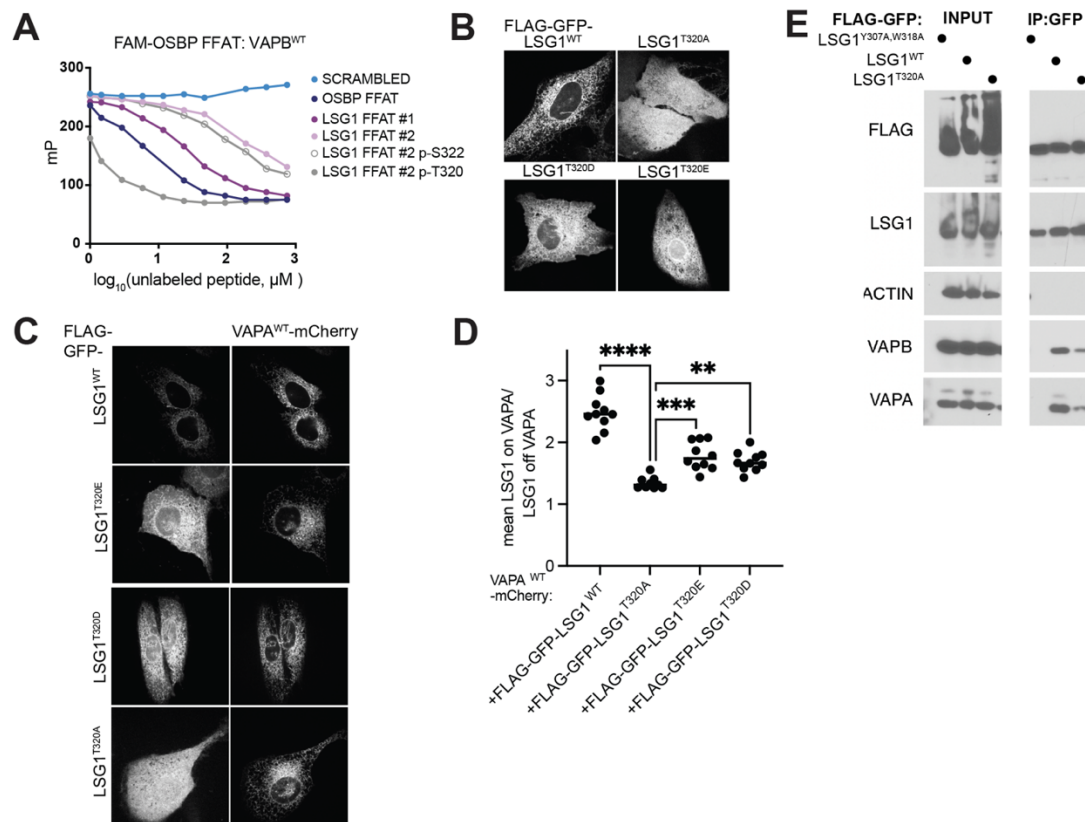 A
FAM-OSBP FFAT: VAPB^WT
300
200
100
0
mP
0
1
2
3
log₁₀(unlabeled peptide, µM )
SCRAMBLED
OSBP FFAT
LSG1 FFAT #1
LSG1 FFAT #2
LSG1 FFAT #2 p-S322
LSG1 FFAT #2 p-T320
B
FLAG-GFP-
LSG1^WT
LSG1^T320A
LSG1^T320D
LSG1^T320E
C
FLAG-
GFP-
VAPA^WT-mCherry
LSG1^WT
LSG1^T320E
LSG1^T320D
LSG1^T320A
D
****
**
***
3
2
1
0
mean LSG1 on VAPA/
LSG1 off VAPA
VAPA ^WT
-mCherry:
+FLAG-GFP-LSG1^WT
+FLAG-GFP-LSG1^T320A
+FLAG-GFP-LSG1^T320E
+FLAG-GFP-LSG1^T320D
E
FLAG-GFP: INPUT IP:GFP
LSG1^Y307A,W318A
LSG1^WT
LSG1^T320A
FLAG
LSG1
ACTIN
VAPB
VAPA